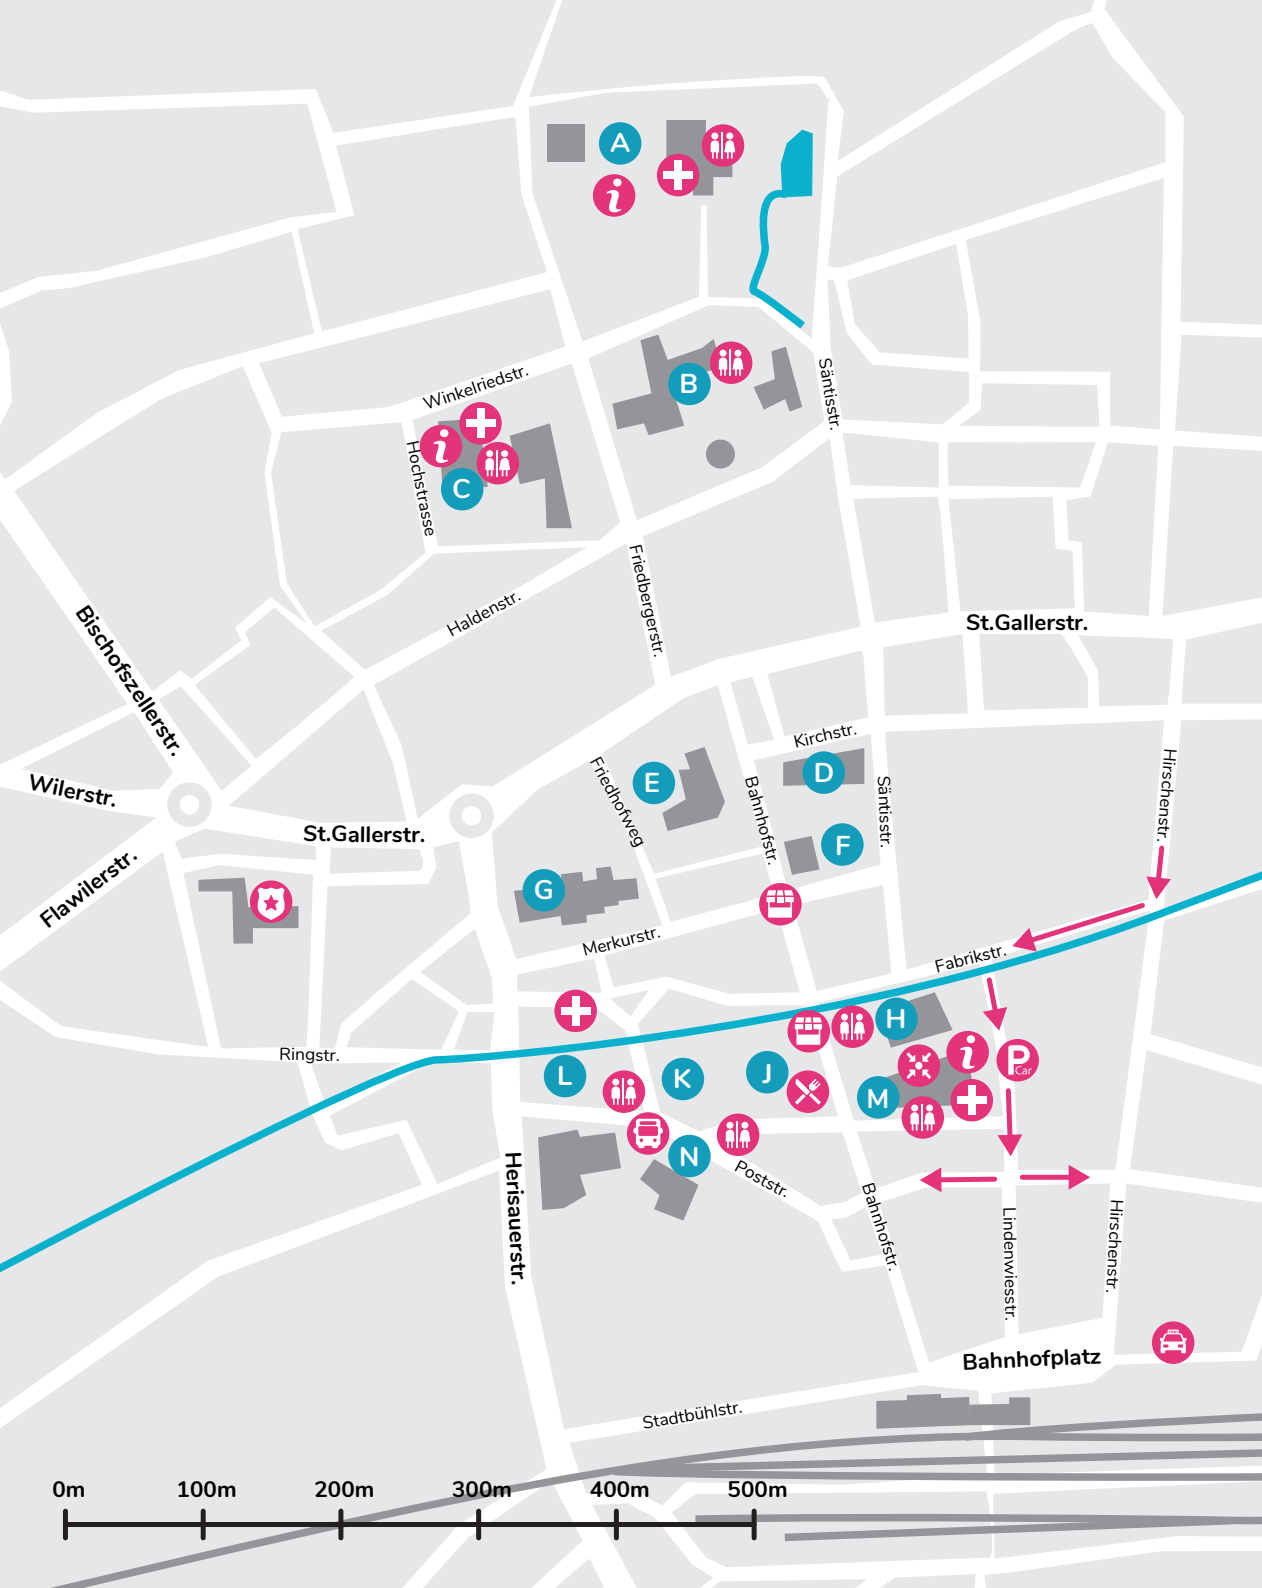 A
i
Winkelriedstr.
B
Säntisstr.
i
C
Hochstrasse
Friedbergerstr.
Haldenstr.
St.Gallerstr.
Bischofszellerstr.
Wilerstr.
Kirchstr.
D
E
Friedhofweg
Bahnhofstr.
Säntisstr.
Hirschenstr.
St.Gallerstr.
F
Flawilerstr.
G
Merkurstr.
Fabrikstr.
H
Ringstr.
i
P
Car
L
K
J
M
N
Poststr.
Herisauerstr.
Bahnhofstr.
Lindenwiesstr.
Hirschenstr.
Bahnhofplatz
Stadtbühlstr.
0m 100m 200m 300m 400m 500m